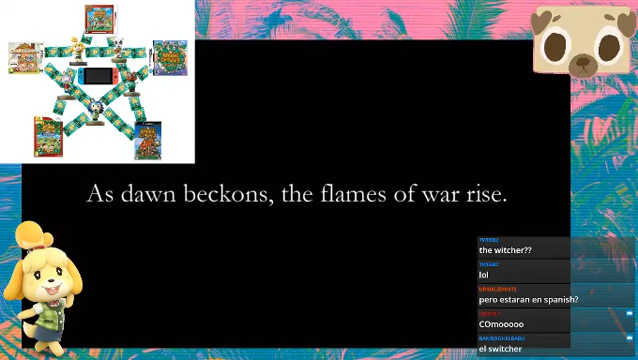 As dawn beckons, the flames of war rise.
the witcher??
lol
pero estaran en spanish?
COmooooo
el switcher